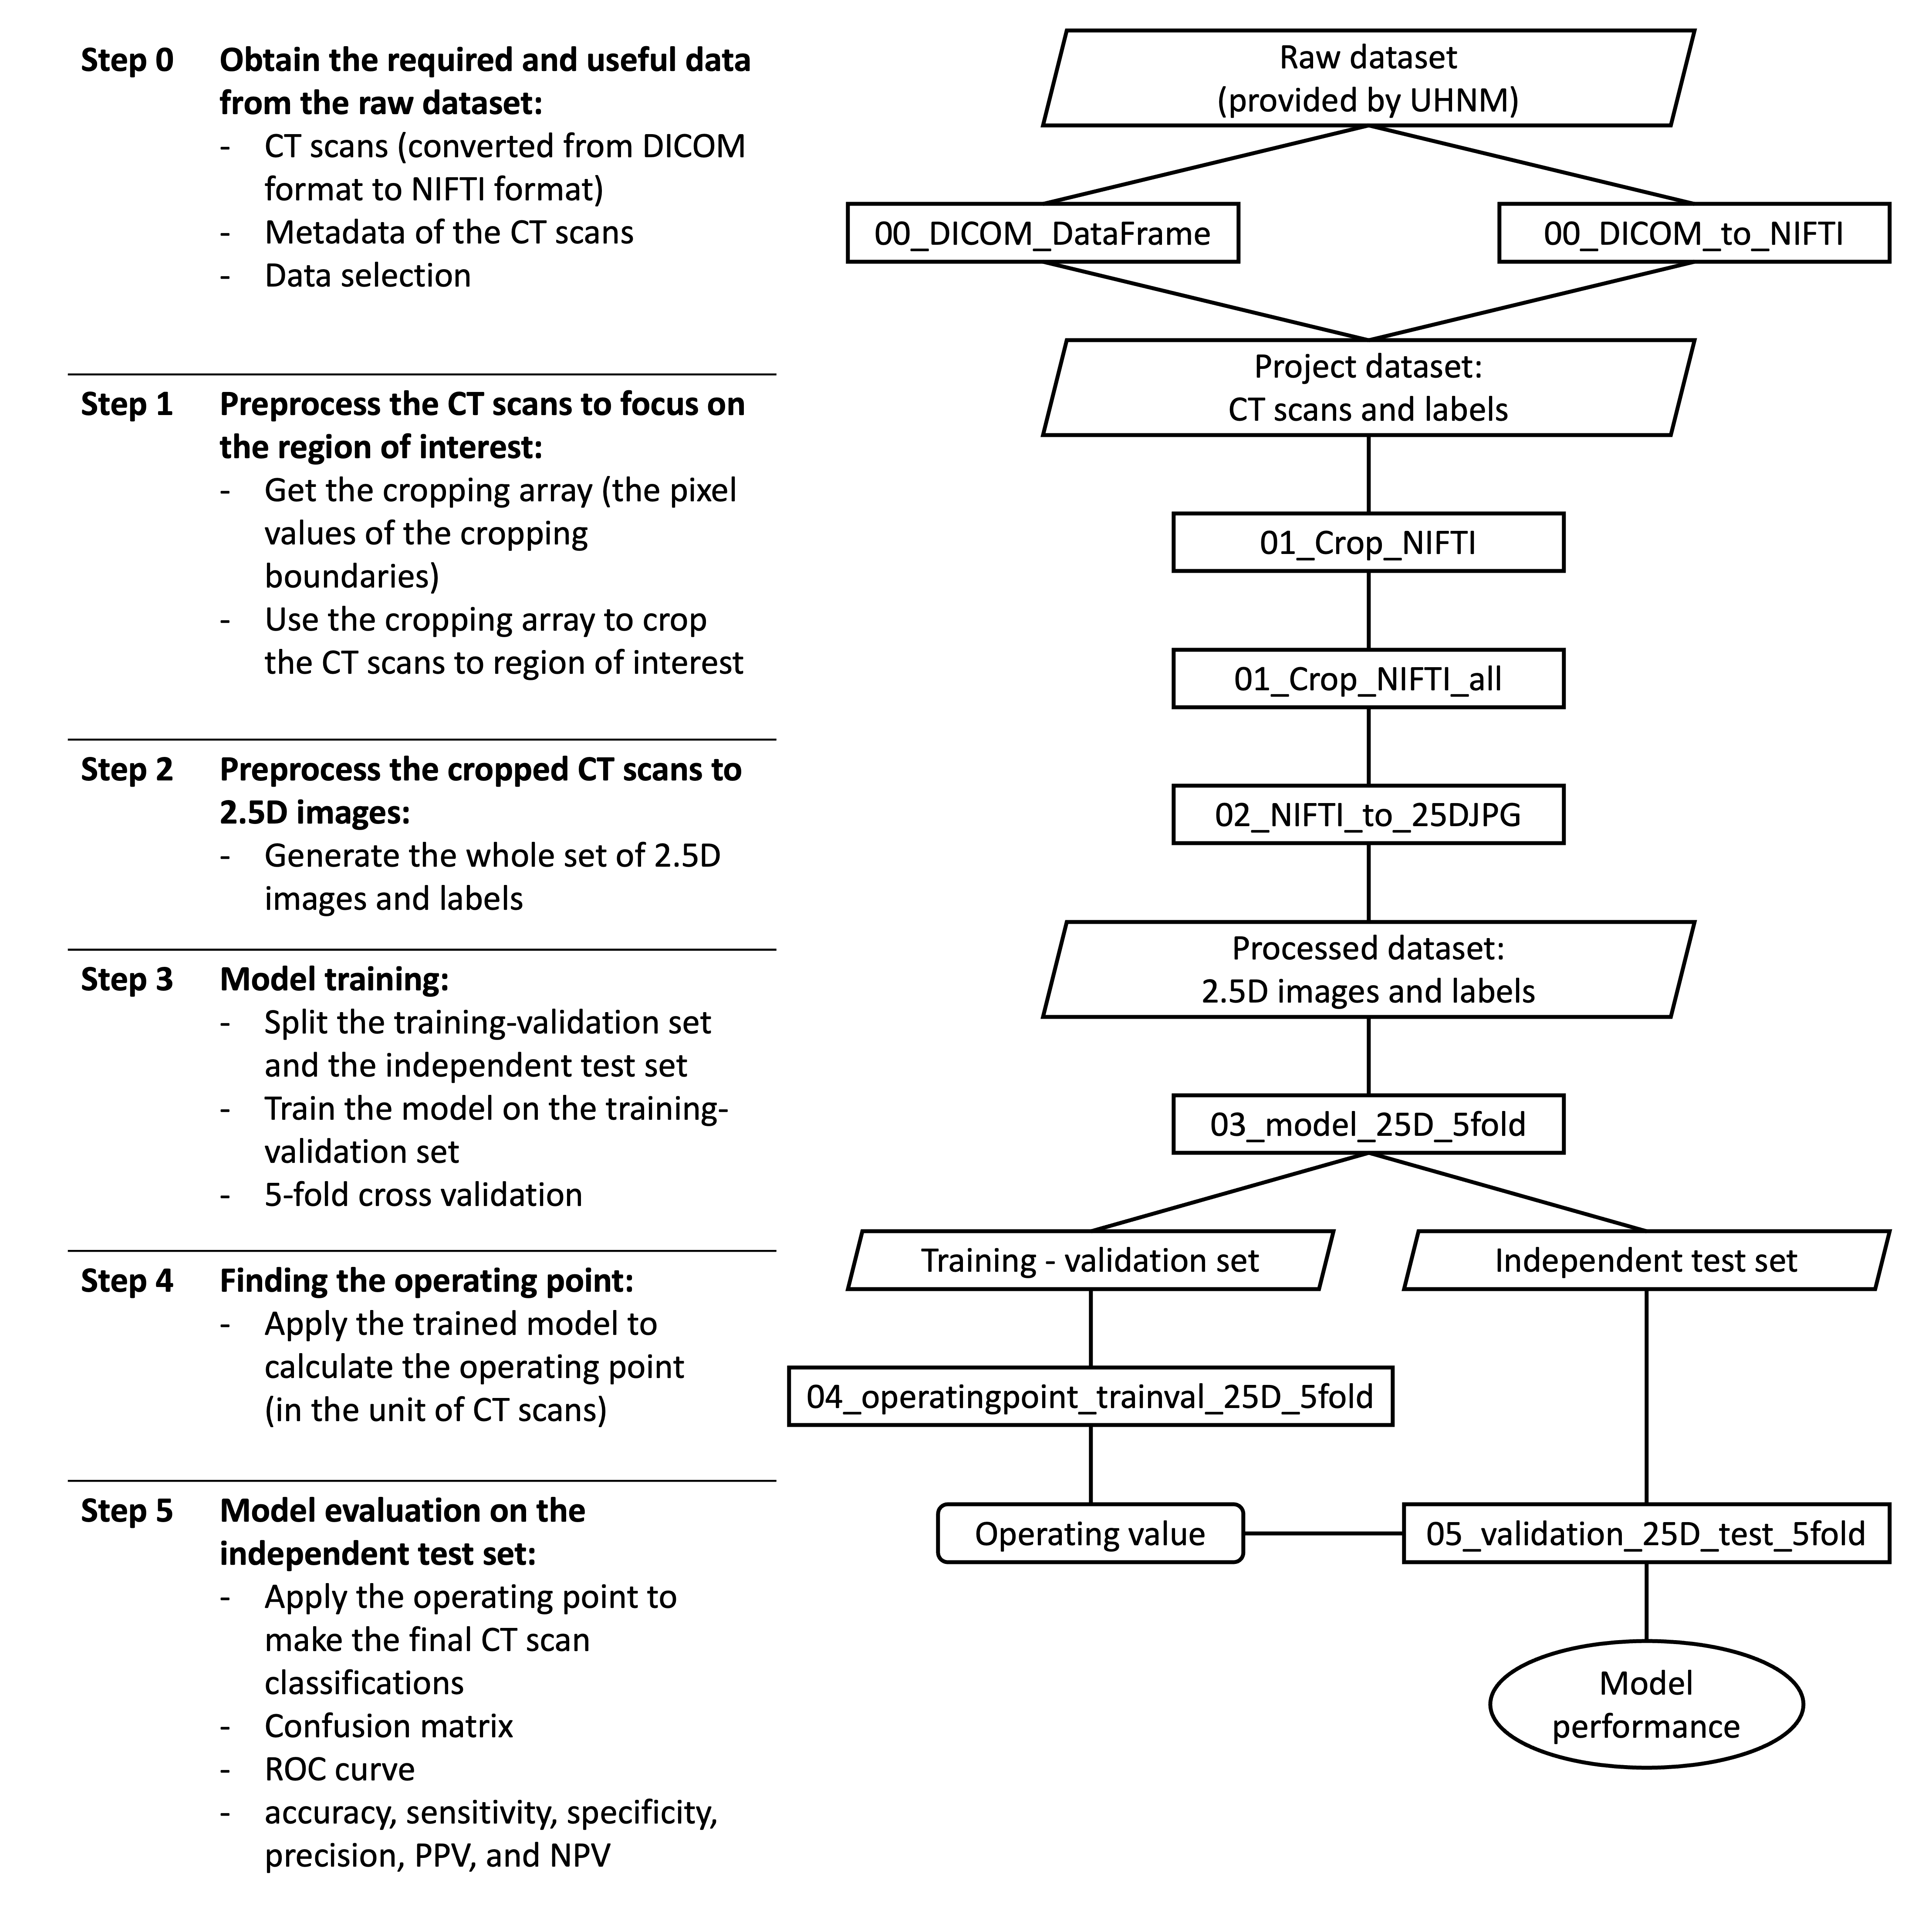 Step 0 Obtain the required and useful data
from the raw dataset:
- CT scans (converted from DICOM
format to NIFTI format)
- Metadata of the CT scans
- Data selection
Step 1 Preprocess the CT scans to focus on
the region of interest:
- Get the cropping array (the pixel
values of the cropping
boundaries)
- Use the cropping array to crop
the CT scans to region of interest
Step 2 Preprocess the cropped CT scans to
2.5D images:
- Generate the whole set of 2.5D
images and labels
Step 3 Model training:
- Split the training-validation set
and the independent test set
- Train the model on the training-
validation set
- 5-fold cross validation
Step 4 Finding the operating point:
- Apply the trained model to
calculate the operating point
(in the unit of CT scans)
Step 5 Model evaluation on the
independent test set:
- Apply the operating point to
make the final CT scan
classifications
- Confusion matrix
- ROC curve
- accuracy, sensitivity, specificity,
precision, PPV, and NPV
Raw dataset
(provided by UHNM)
00_DICOM_DataFrame
00_DICOM_to_NIFTI
Project dataset:
CT scans and labels
01_Crop_NIFTI
01_Crop_NIFTI_all
02_NIFTI_to_25DJPG
Processed dataset:
2.5D images and labels
03_model_25D_5fold
Training - validation set
Independent test set
04_operatingpoint_trainval_25D_5fold
Operating value
05_validation_25D_test_5fold
Model
performance